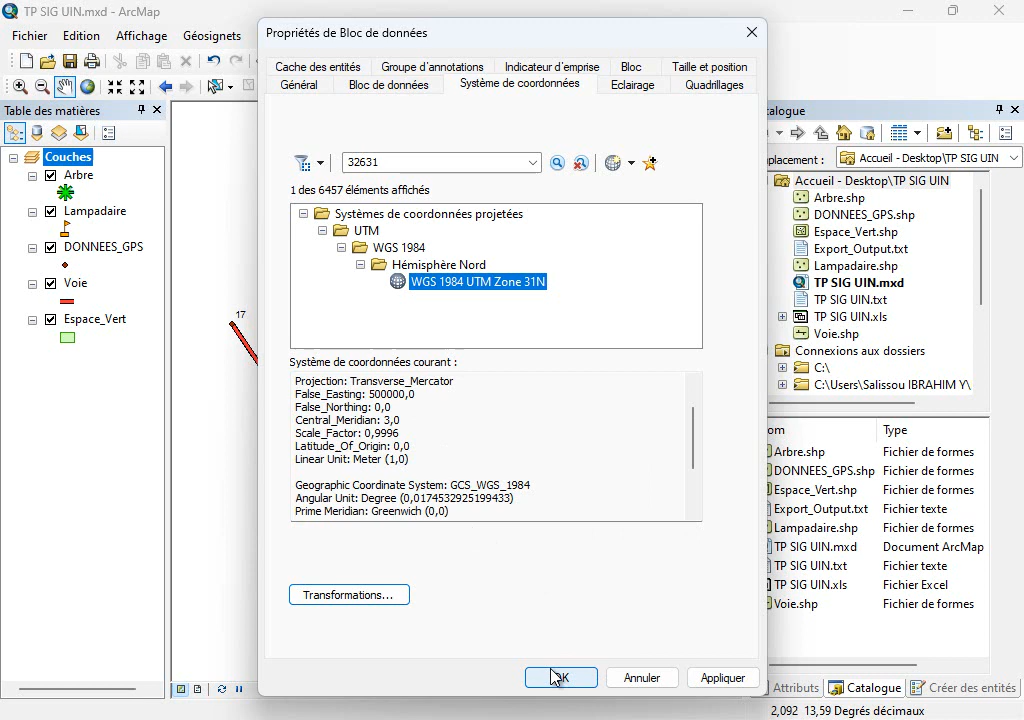 TP SIG UIN.mxd - ArcMap
Fichier Edition Affichage Géosignets
Table des matières
Couches
Arbre
Lampadaire
DONNEES_GPS
Voie
Espace_Vert
17
Propriétés de Bloc de données
Cache des entités Groupe d'annotations Indicateur d'emprise Bloc Taille et position
Général Bloc de données Système de coordonnées Eclairage Quadrillages
32631
1 des 6457 éléments affichés
Systèmes de coordonnées projetées
UTM
WGS 1984
Hémisphère Nord
WGS 1984 UTM Zone 31N
Système de coordonnées courant :
Projection: Transverse_Mercator
False_Easting: 500000,0
False_Northing: 0,0
Central_Meridian: 3,0
Scale_Factor: 0,9996
Latitude_Of_Origin: 0,0
Linear Unit: Meter (1,0)
Geographic Coordinate System: GCS_WGS_1984
Angular Unit: Degree (0,0174532925199433)
Prime Meridian: Greenwich (0,0)
Transformations...
OK Annuler Appliquer
alogue
placement : Accueil - Desktop\TP SIG UIN
Accueil - Desktop\TP SIG UIN
Arbre.shp
DONNEES_GPS.shp
Espace_Vert.shp
Export_Output.txt
Lampadaire.shp
TP SIG UIN.mxd
TP SIG UIN.txt
TP SIG UIN.xls
Voie.shp
Connexions aux dossiers
C:\
C:\Users\Salissou IBRAHIM Y\
om Type
Arbre.shp Fichier de formes
DONNEES_GPS.shp Fichier de formes
Espace_Vert.shp Fichier de formes
Export_Output.txt Fichier texte
Lampadaire.shp Fichier de formes
TP SIG UIN.mxd Document ArcMap
TP SIG UIN.txt Fichier texte
TP SIG UIN.xls Fichier Excel
Voie.shp Fichier de formes
Attributs Catalogue Créer des entités
2,092 13,59 Degrés décimaux